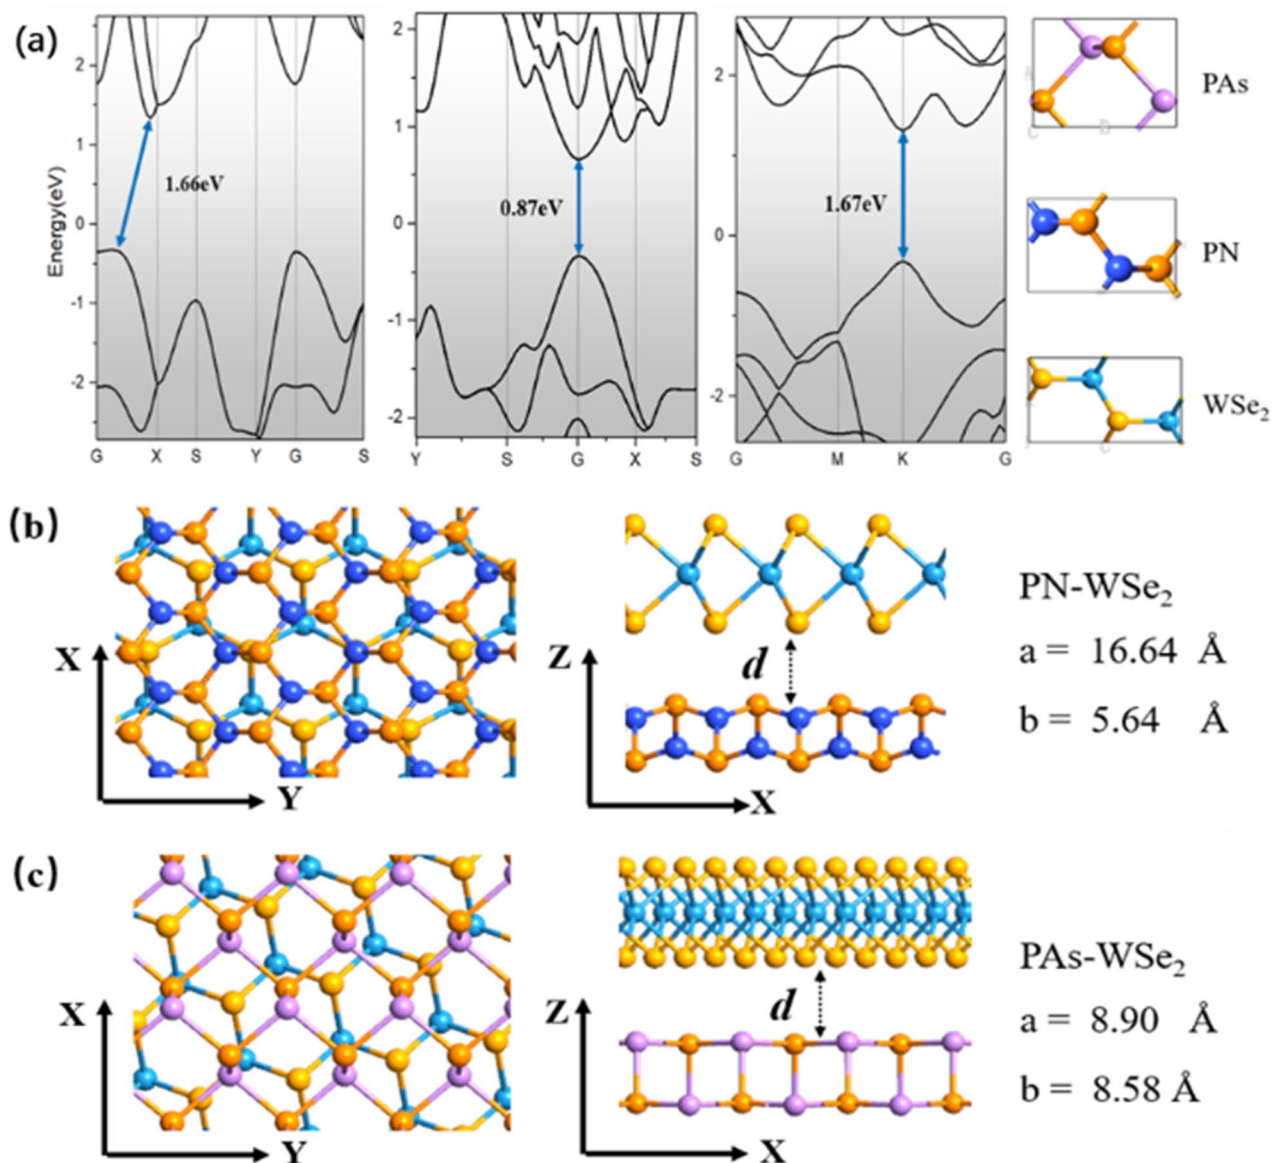 (a)
Energy(eV)
2
1
0
-1
-2
1.66eV
G X S Y G S
2
1
0
-1
-2
0.87eV
Y S G X S
2
0
-2
1.67eV
G M K G
PAs
PN
WSe₂
(b)
X
Y
Z
X
d
PN-WSe₂
a = 16.64 Å
b = 5.64 Å
(c)
X
Y
Z
X
d
PAs-WSe₂
a = 8.90 Å
b = 8.58 Å